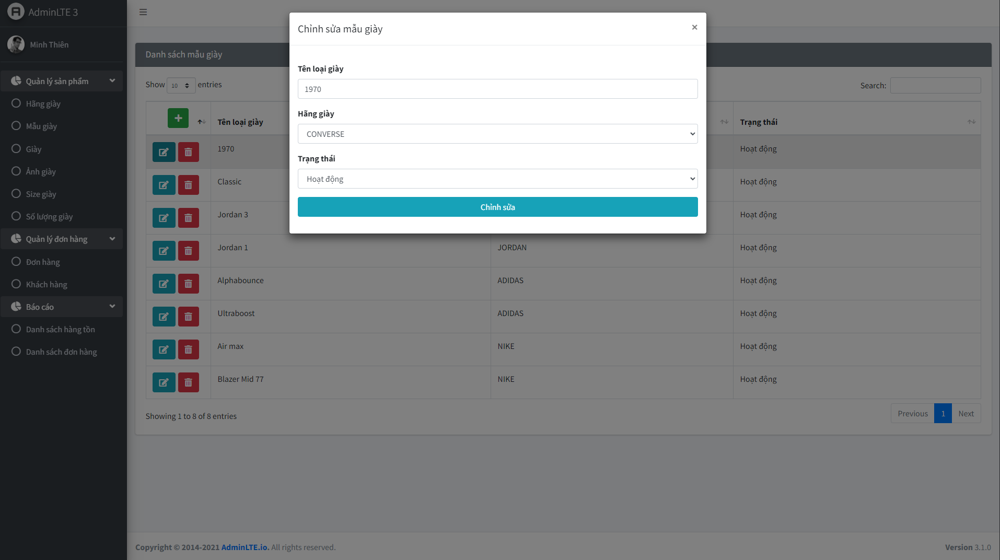 AdminLTE 3
Minh Thiên
Quản lý sản phẩm
Hãng giày
Mẫu giày
Giày
Ảnh giày
Size giày
Số lượng giày
Quản lý đơn hàng
Đơn hàng
Khách hàng
Báo cáo
Danh sách hàng tồn
Danh sách đơn hàng
Chỉnh sửa mẫu giày
×
Tên loại giày
1970
Hãng giày
CONVERSE
Trạng thái
Hoạt động
Chỉnh sửa
Danh sách mẫu giày
Show 10 entries
Search:
Tên loại giày Trạng thái
1970 Hoạt động
Classic Hoạt động
Jordan 3 Hoạt động
Jordan 1 JORDAN Hoạt động
Alphabounce ADIDAS Hoạt động
Ultraboost ADIDAS Hoạt động
Air max NIKE Hoạt động
Blazer Mid 77 NIKE Hoạt động
Showing 1 to 8 of 8 entries
Previous 1 Next
Copyright © 2014-2021 AdminLTE.io. All rights reserved.
Version 3.1.0